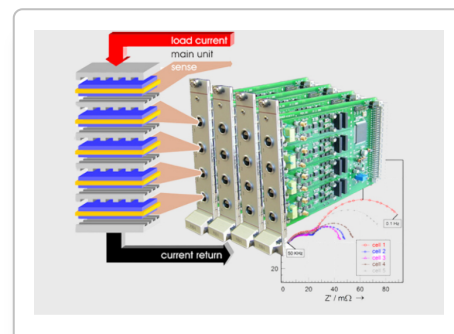 load current
main unit
sense
current return
50 KHz
0.1 Hz
cell 1
cell 2
cell 3
cell 4
cell 5
20
0
20
40
60
80
Z' / mΩ →